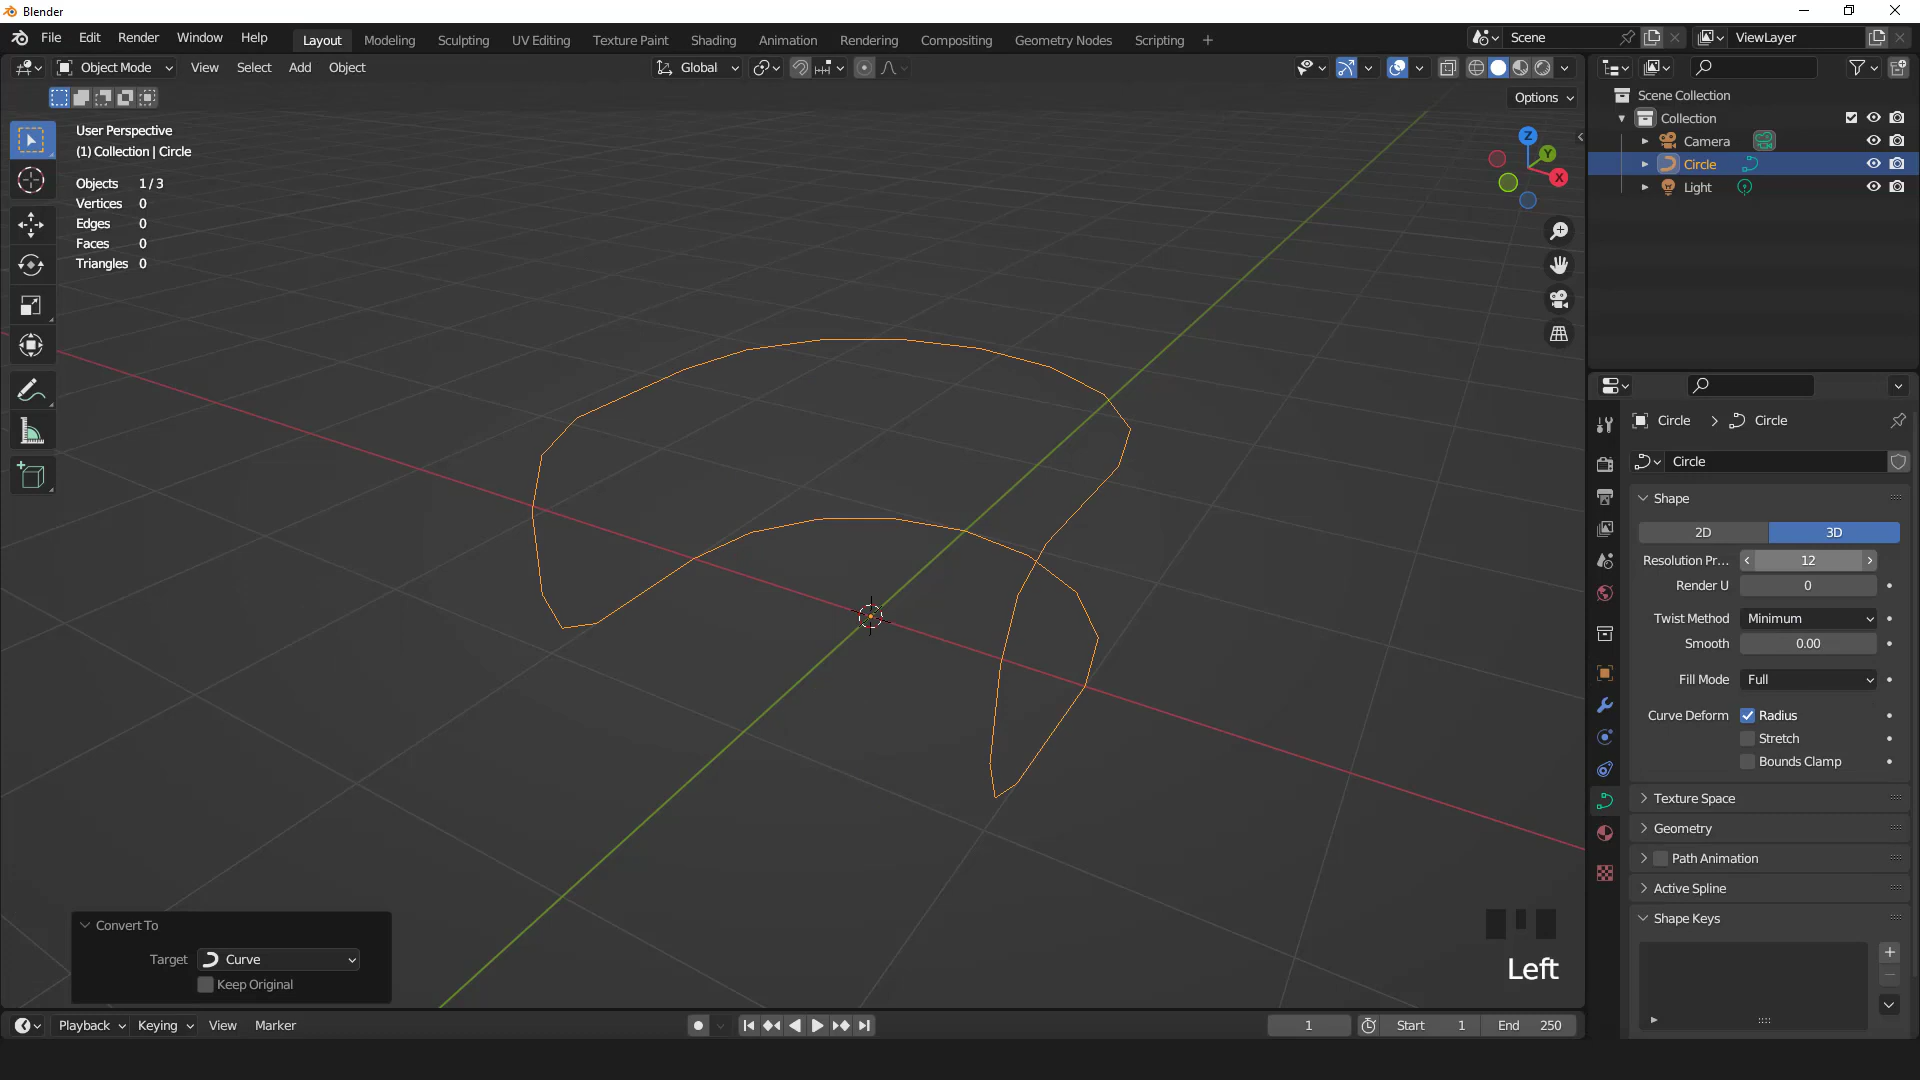 Blender
File Edit Render Window Help
Layout Modeling Sculpting UV Editing Texture Paint Shading Animation Rendering Compositing Geometry Nodes Scripting +
Scene
ViewLayer
Object Mode View Select Add Object
Global
Options
User Perspective
(1) Collection | Circle
Objects 1 / 3
Vertices 0
Edges 0
Faces 0
Triangles 0
Z
Y
X
Scene Collection
Collection
Camera
Circle
Light
Circle > Circle
Circle
Shape
2D 3D
Resolution Pr... 12
Render U 0
Twist Method Minimum
Smooth 0.00
Fill Mode Full
Curve Deform Radius
Stretch
Bounds Clamp
Texture Space
Geometry
Path Animation
Active Spline
Shape Keys
Convert To
Target Curve
Keep Original
Left
Playback Keying View Marker
1
Start 1
End 250